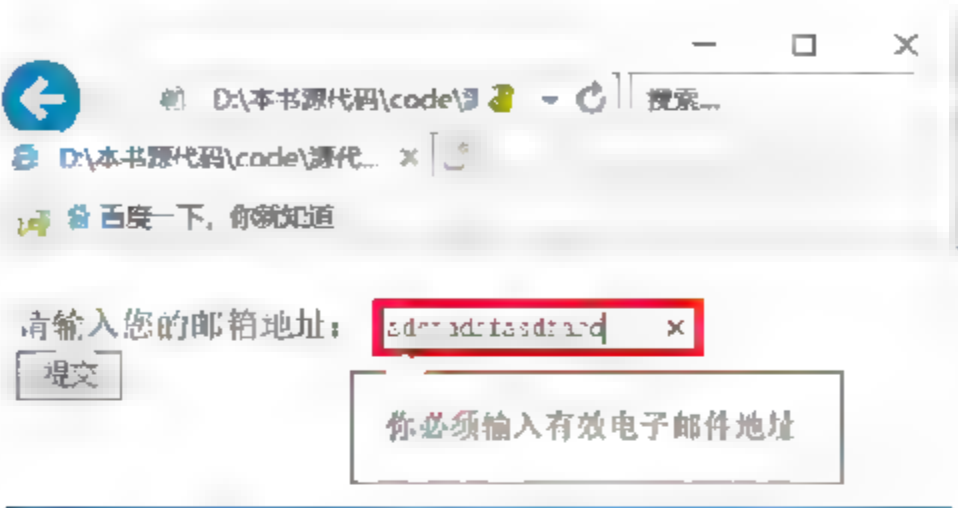 D:\本书源代码\code\ 搜索...
D:\本书源代码\code\源代...
百度一下，你就知道
请输入您的邮箱地址：
提交
你必须输入有效电子邮件地址